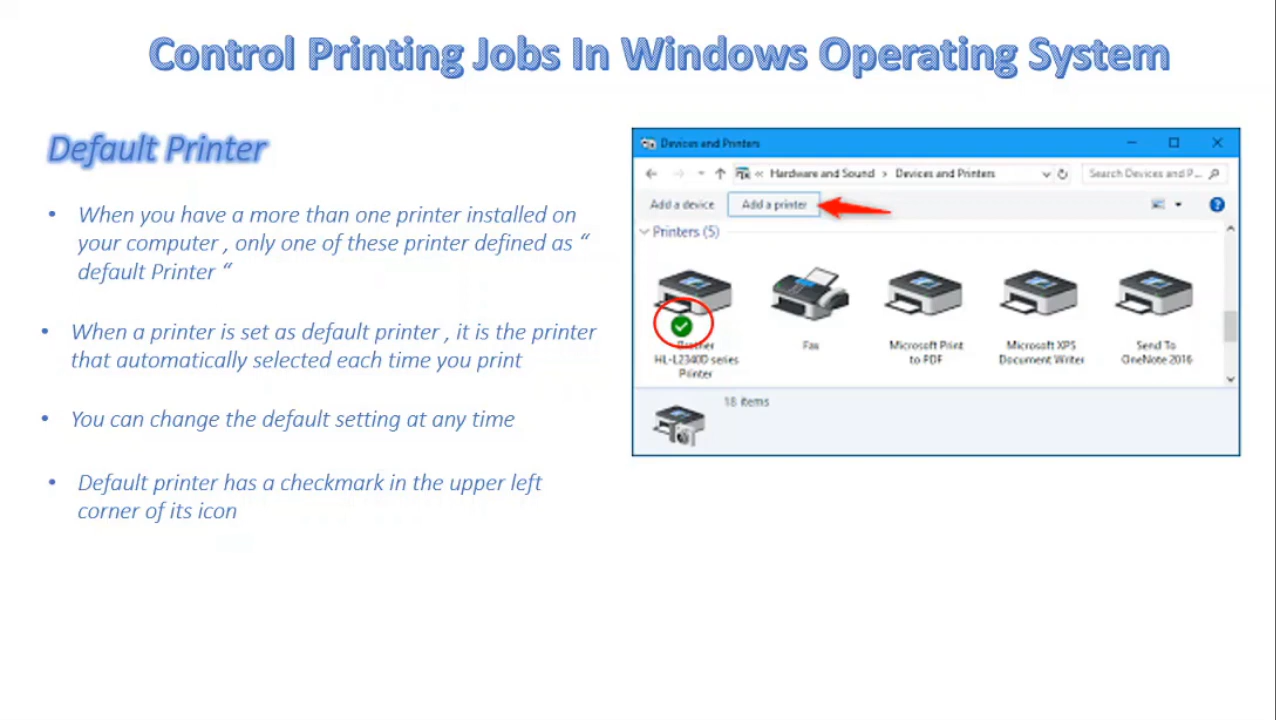 Control Printing Jobs In Windows Operating System
Default Printer
• When you have a more than one printer installed on
your computer , only one of these printer defined as “
default Printer “
• When a printer is set as default printer , it is the printer
that automatically selected each time you print
• You can change the default setting at any time
• Default printer has a checkmark in the upper left
corner of its icon
Devices and Printers
« Hardware and Sound › Devices and Printers
Search Devices and P...
Add a device
Add a printer
Printers (5)
Brother
HL-L2340D series
Printer
Fax
Microsoft Print
to PDF
Microsoft XPS
Document Writer
Send To
OneNote 2016
18 items